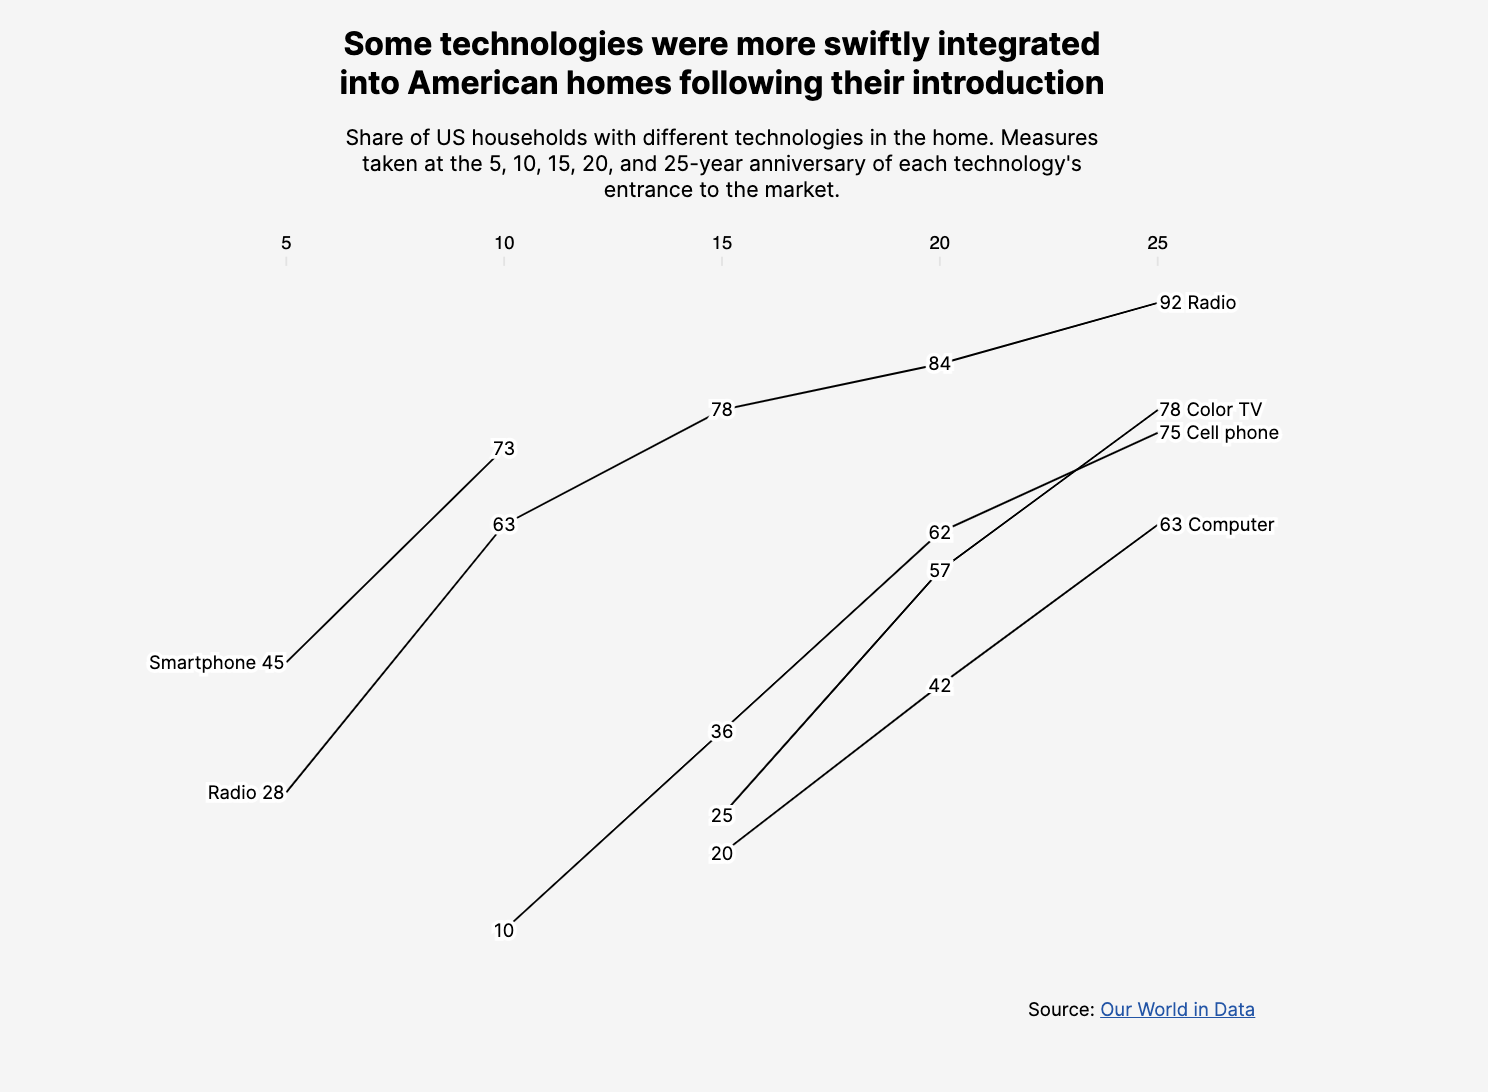 Some technologies were more swiftly integrated
into American homes following their introduction
Share of US households with different technologies in the home. Measures
taken at the 5, 10, 15, 20, and 25-year anniversary of each technology's
entrance to the market.
5 10 15 20 25
92 Radio
84
78
78 Color TV
75 Cell phone
73
63
63 Computer
62
57
Smartphone 45
42
36
Radio 28
25
20
10
Source: Our World in Data